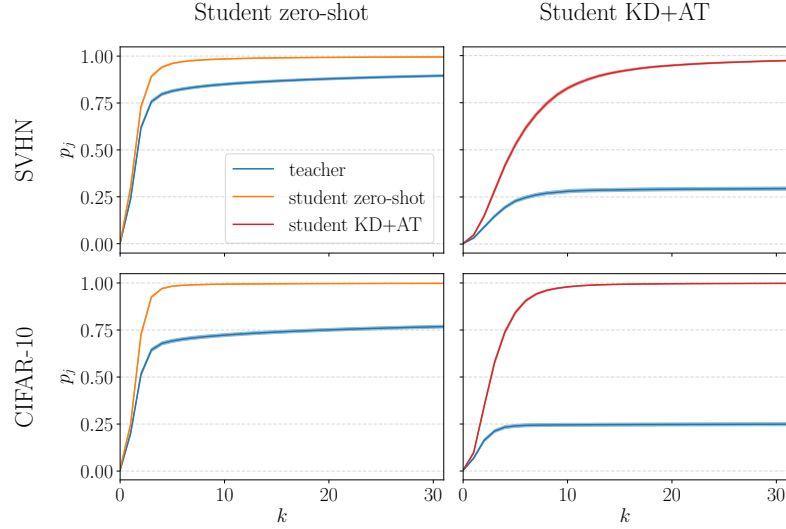 Student zero-shot
Student KD+AT
SVHN
p_j
1.00
0.75
0.50
0.25
0.00
teacher
student zero-shot
student KD+AT
CIFAR-10
p_j
1.00
0.75
0.50
0.25
0.00
0 10 20 30
k
0 10 20 30
k